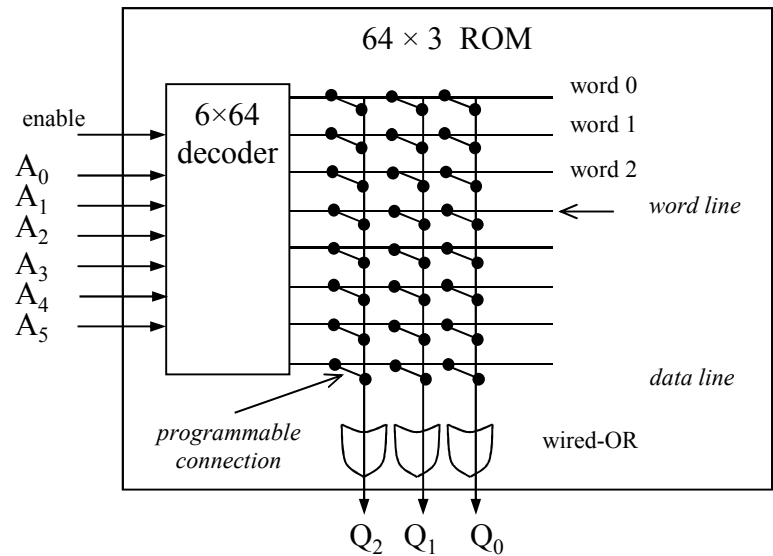 64 × 3 ROM
word 0
6×64
decoder
enable
word 1
A₀
word 2
A₁
word line
A₂
A₃
A₄
A₅
data line
programmable
connection
wired-OR
Q₂ Q₁ Q₀